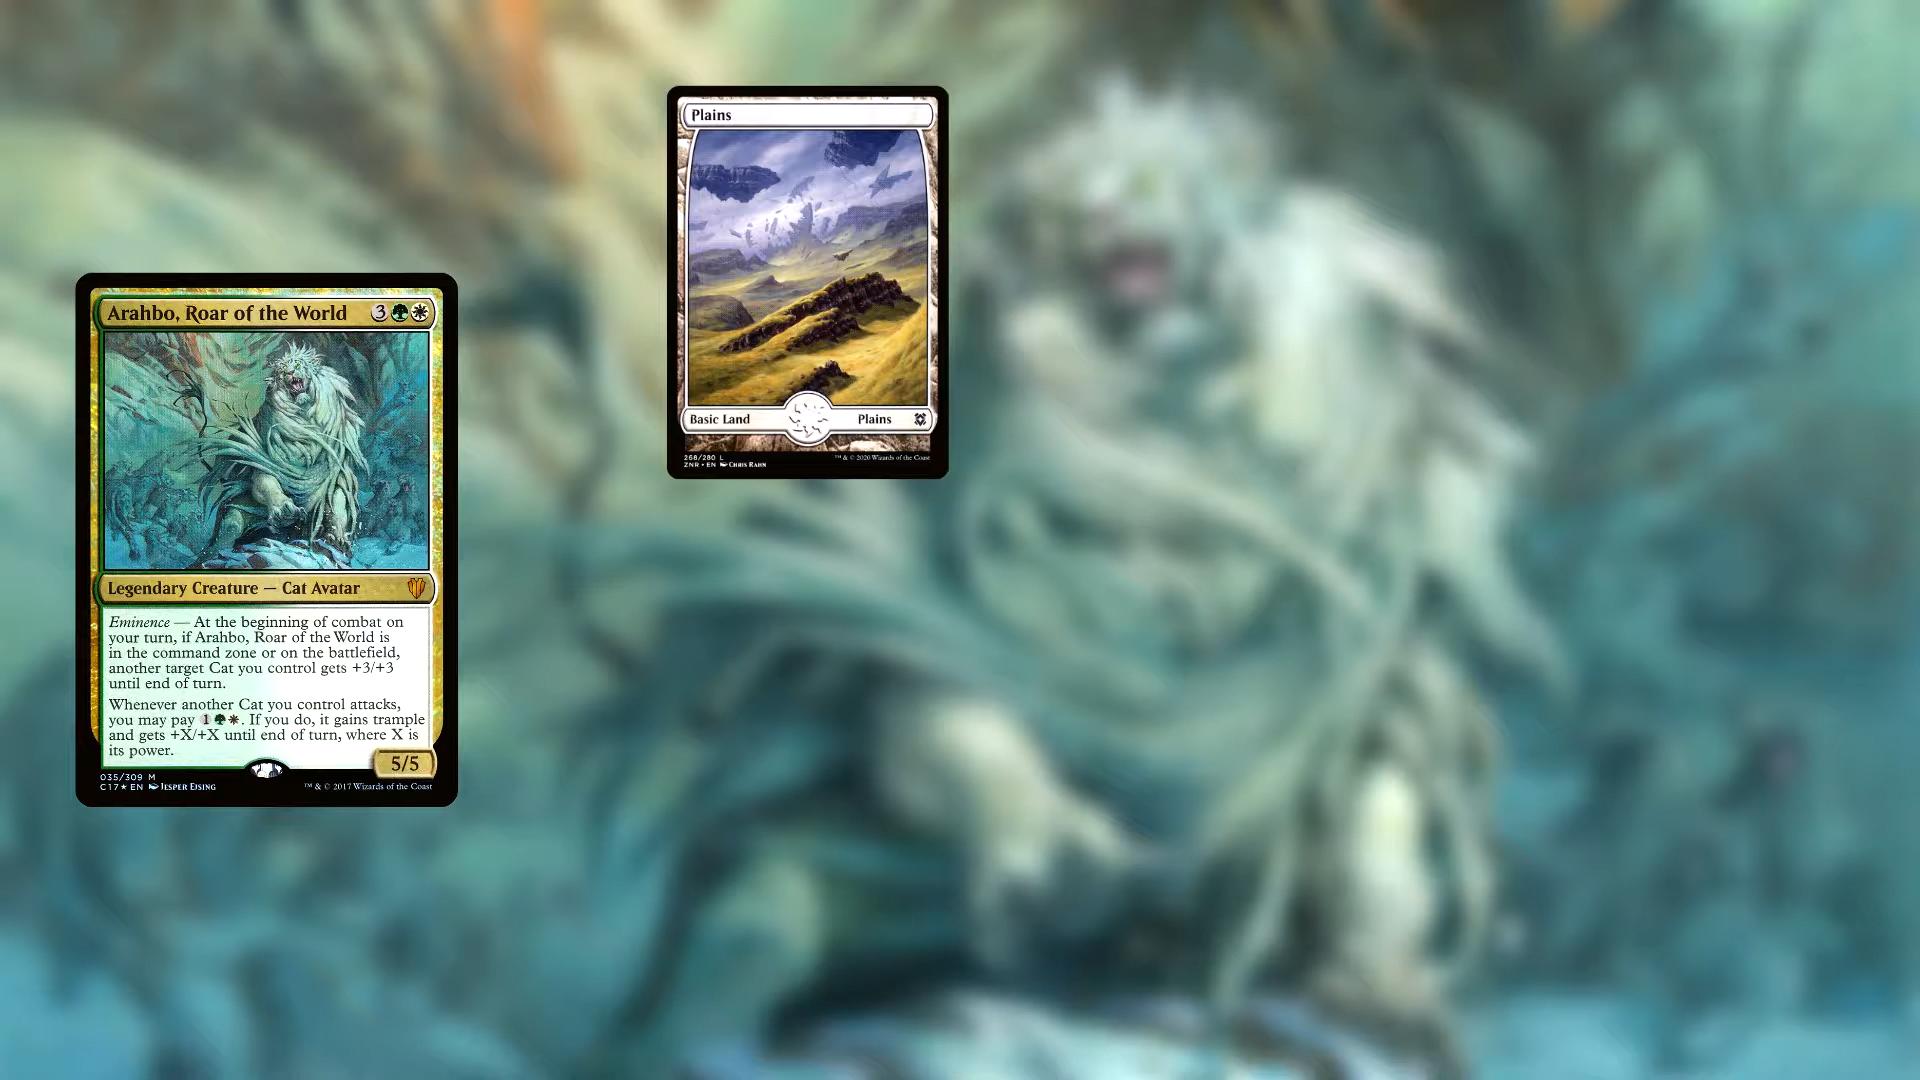 Arahbo, Roar of the World 3
Legendary Creature — Cat Avatar
Eminence — At the beginning of combat on
your turn, if Arahbo, Roar of the World is
in the command zone or on the battlefield,
another target Cat you control gets +3/+3
until end of turn.
Whenever another Cat you control attacks,
you may pay 1. If you do, it gains trample
and gets +X/+X until end of turn, where X is
its power.
5/5
035/309 M
C17★EN Jesper Ejsing
™ & © 2017 Wizards of the Coast
Plains
Basic Land Plains
268/280 L
ZNR • EN Chris Rahn
™ & © 2020 Wizards of the Coast